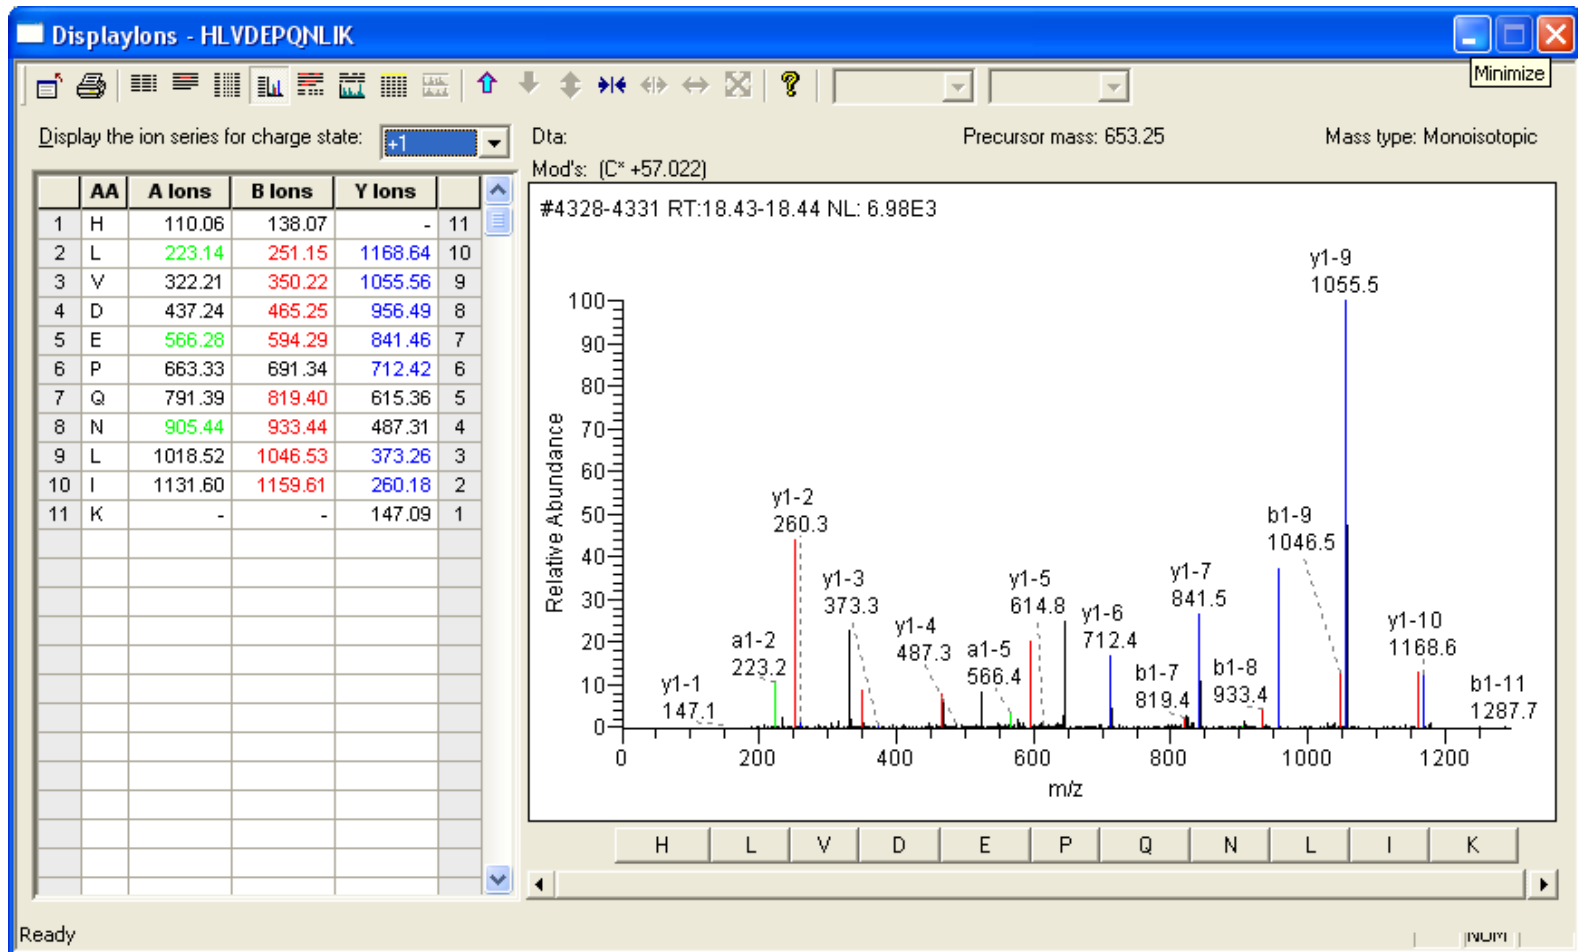 DisplayIons - HLVDEPQNLIK
Minimize
Display the ion series for charge state: +1
Dta: Precursor mass: 653.25 Mass type: Monoisotopic
Mod's: (C* +57.022)
AA A Ions B Ions Y Ions
1 H 110.06 138.07 - 11
2 L 223.14 251.15 1168.64 10
3 V 322.21 350.22 1055.56 9
4 D 437.24 465.25 956.49 8
5 E 566.28 594.29 841.46 7
6 P 663.33 691.34 712.42 6
7 Q 791.39 819.40 615.36 5
8 N 905.44 933.44 487.31 4
9 L 1018.52 1046.53 373.26 3
10 I 1131.60 1159.61 260.18 2
11 K - - 147.09 1
#4328-4331 RT:18.43-18.44 NL: 6.98E3
y1-9
1055.5
y1-2
260.3
b1-9
1046.5
y1-3
373.3
y1-5
614.8
y1-7
841.5
y1-4
487.3
y1-6
712.4
y1-10
1168.6
a1-2
223.2
a1-5
566.4
b1-7
819.4
b1-8
933.4
y1-1
147.1
b1-11
1287.7
Relative Abundance
100
90
80
70
60
50
40
30
20
10
0
0 200 400 600 800 1000 1200
m/z
H L V D E P Q N L I K
Ready
NUM